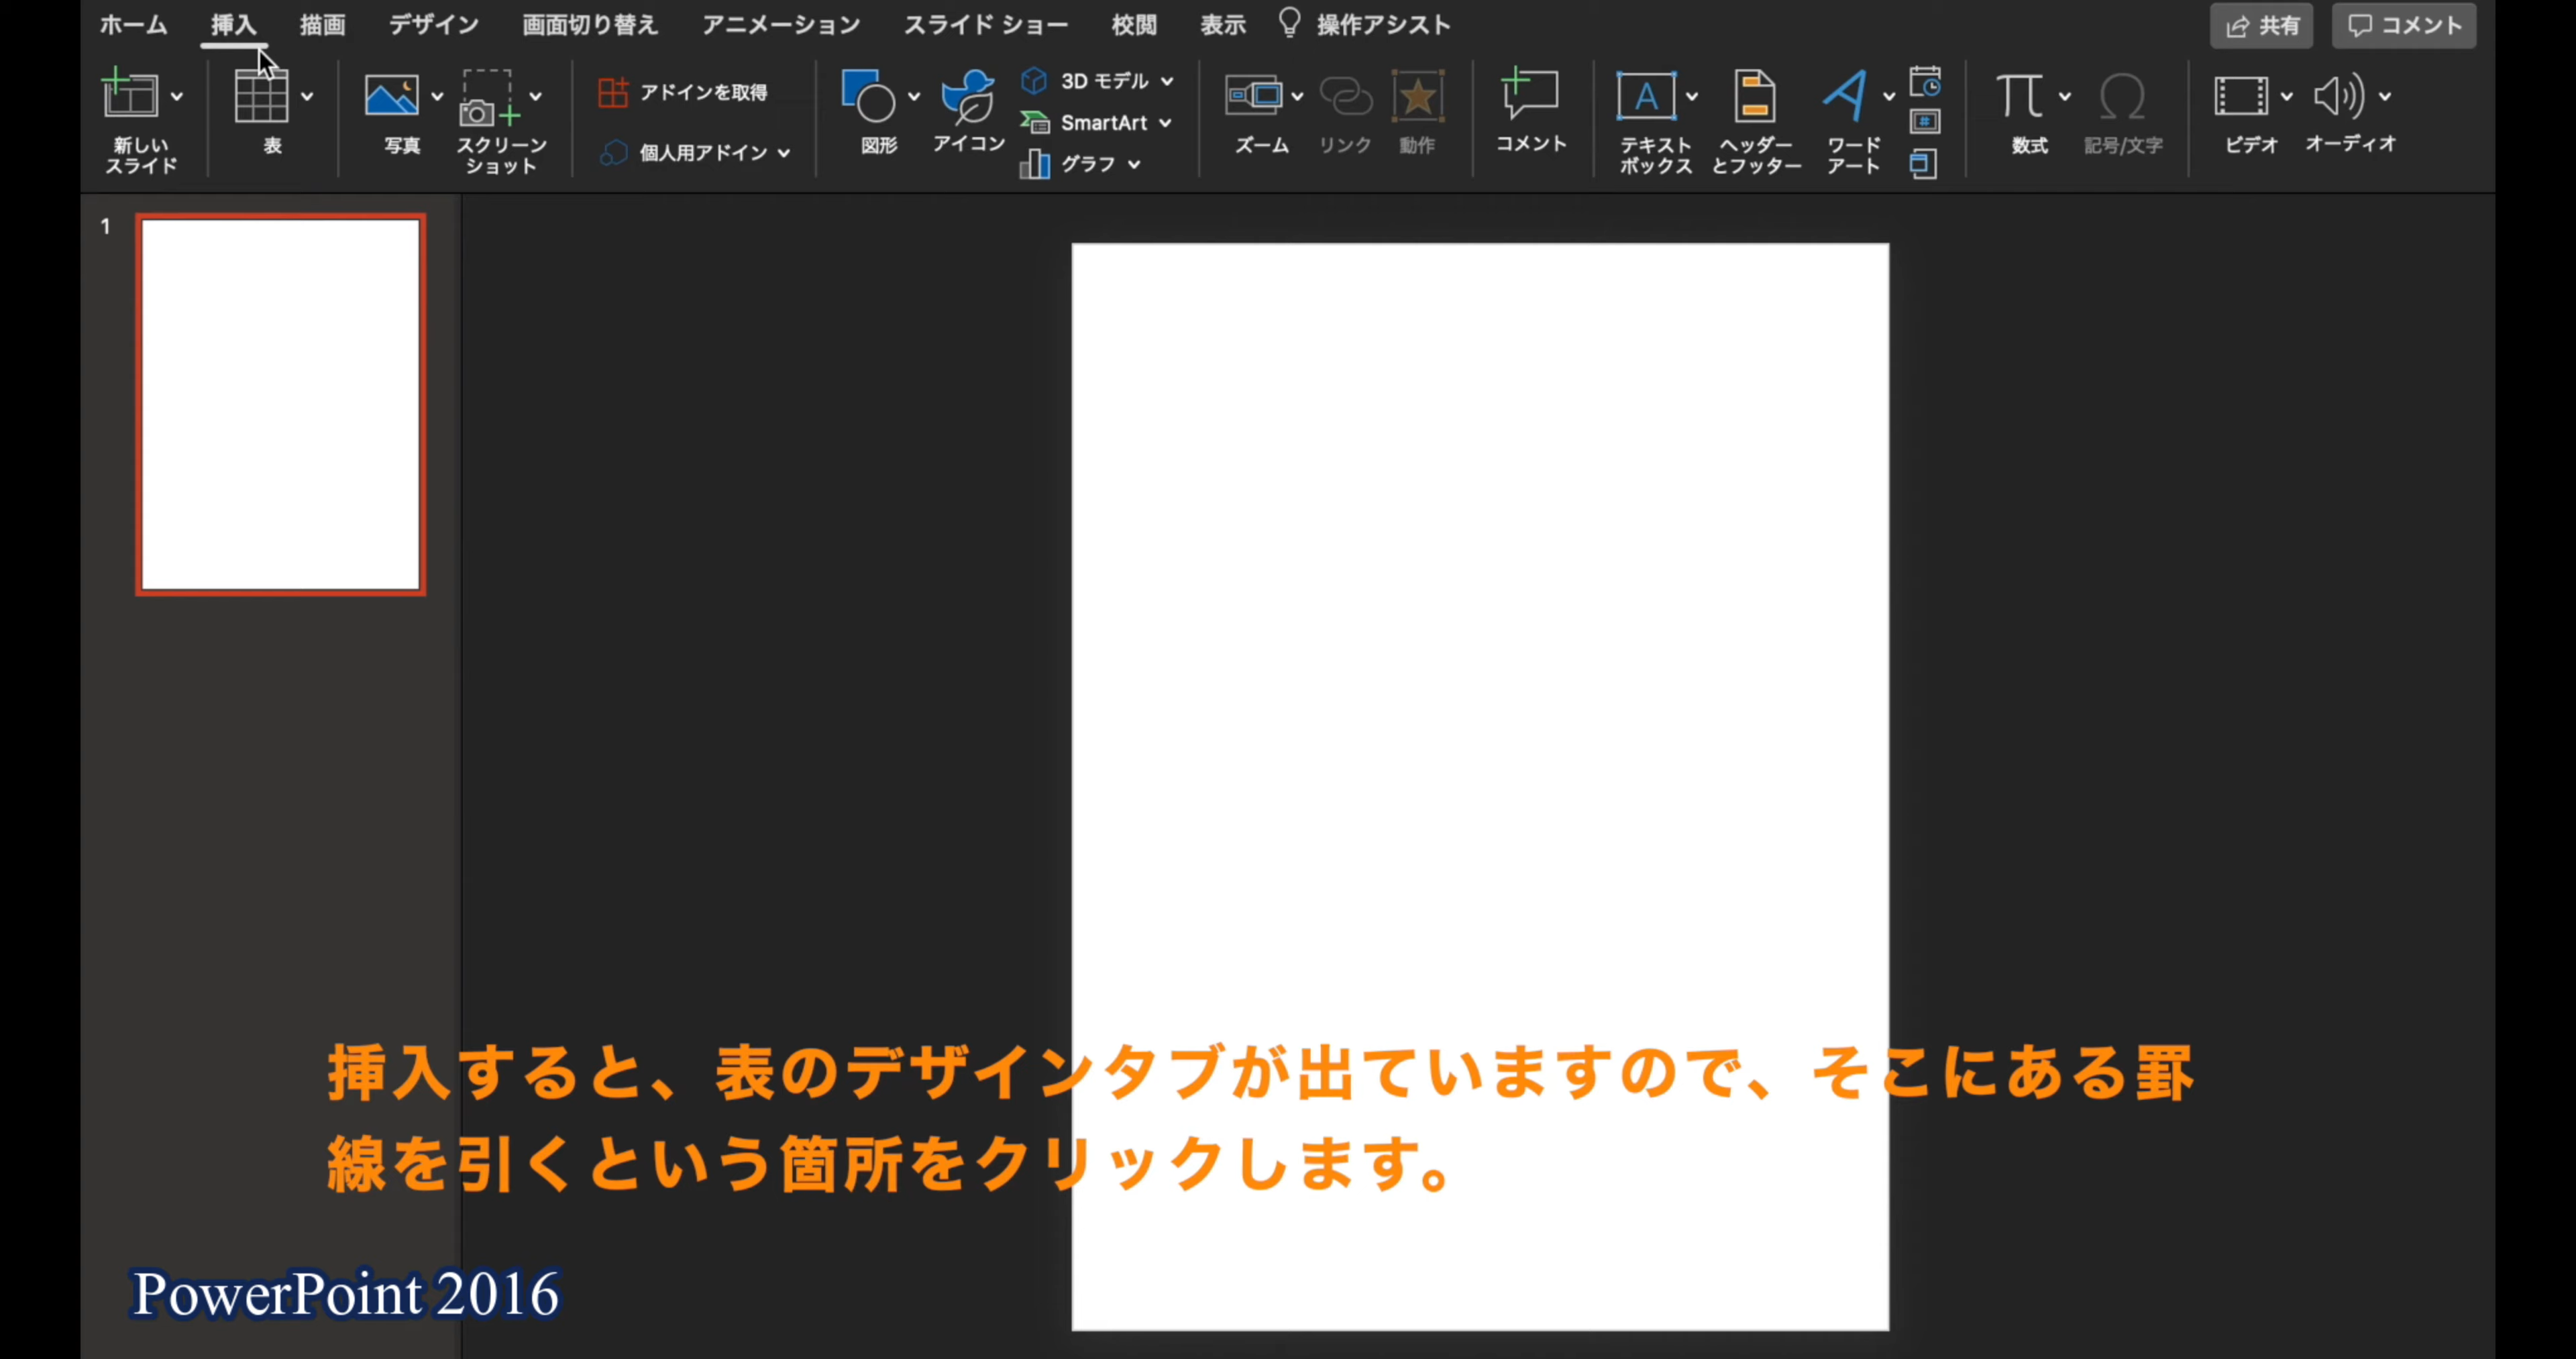 ホーム 挿入 描画 デザイン 画面切り替え アニメーション スライド ショー 校閲 表示 操作アシスト 共有 コメント
新しい
スライド
表
写真
スクリーン
ショット
アドインを取得
個人用アドイン
図形
アイコン
3D モデル
SmartArt
グラフ
ズーム
リンク
動作
コメント
テキスト
ボックス
ヘッダー
とフッター
ワード
アート
数式
記号/文字
ビデオ
オーディオ
1
挿入すると、表のデザインタブが出ていますので、そこにある罫
線を引くという箇所をクリックします。
PowerPoint 2016